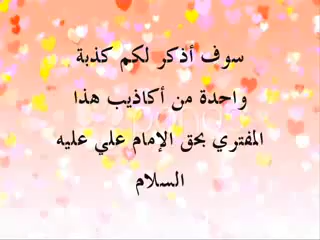 سوف أذكر لكم كذبة
واحدة من أكاذيب هذا
المفتري بحق الإمام علي عليه
السلام